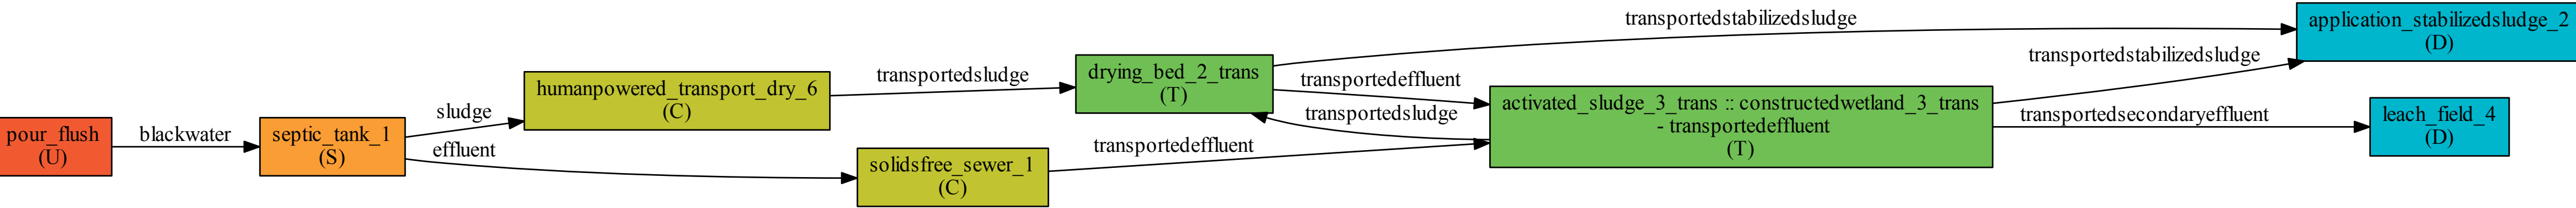 pour_flush
(U)
blackwater
septic_tank_1
(S)
sludge
effluent
humanpowered_transport_dry_6
(C)
solidsfree_sewer_1
(C)
transportedsludge
transportedeffluent
drying_bed_2_trans
(T)
transportedstabilizedsludge
transportedeffluent
transportedsludge
activated_sludge_3_trans :: constructedwetland_3_trans
- transportedeffluent
(T)
transportedstabilizedsludge
transportedsecondaryeffluent
application_stabilizedsludge_2
(D)
leach_field_4
(D)